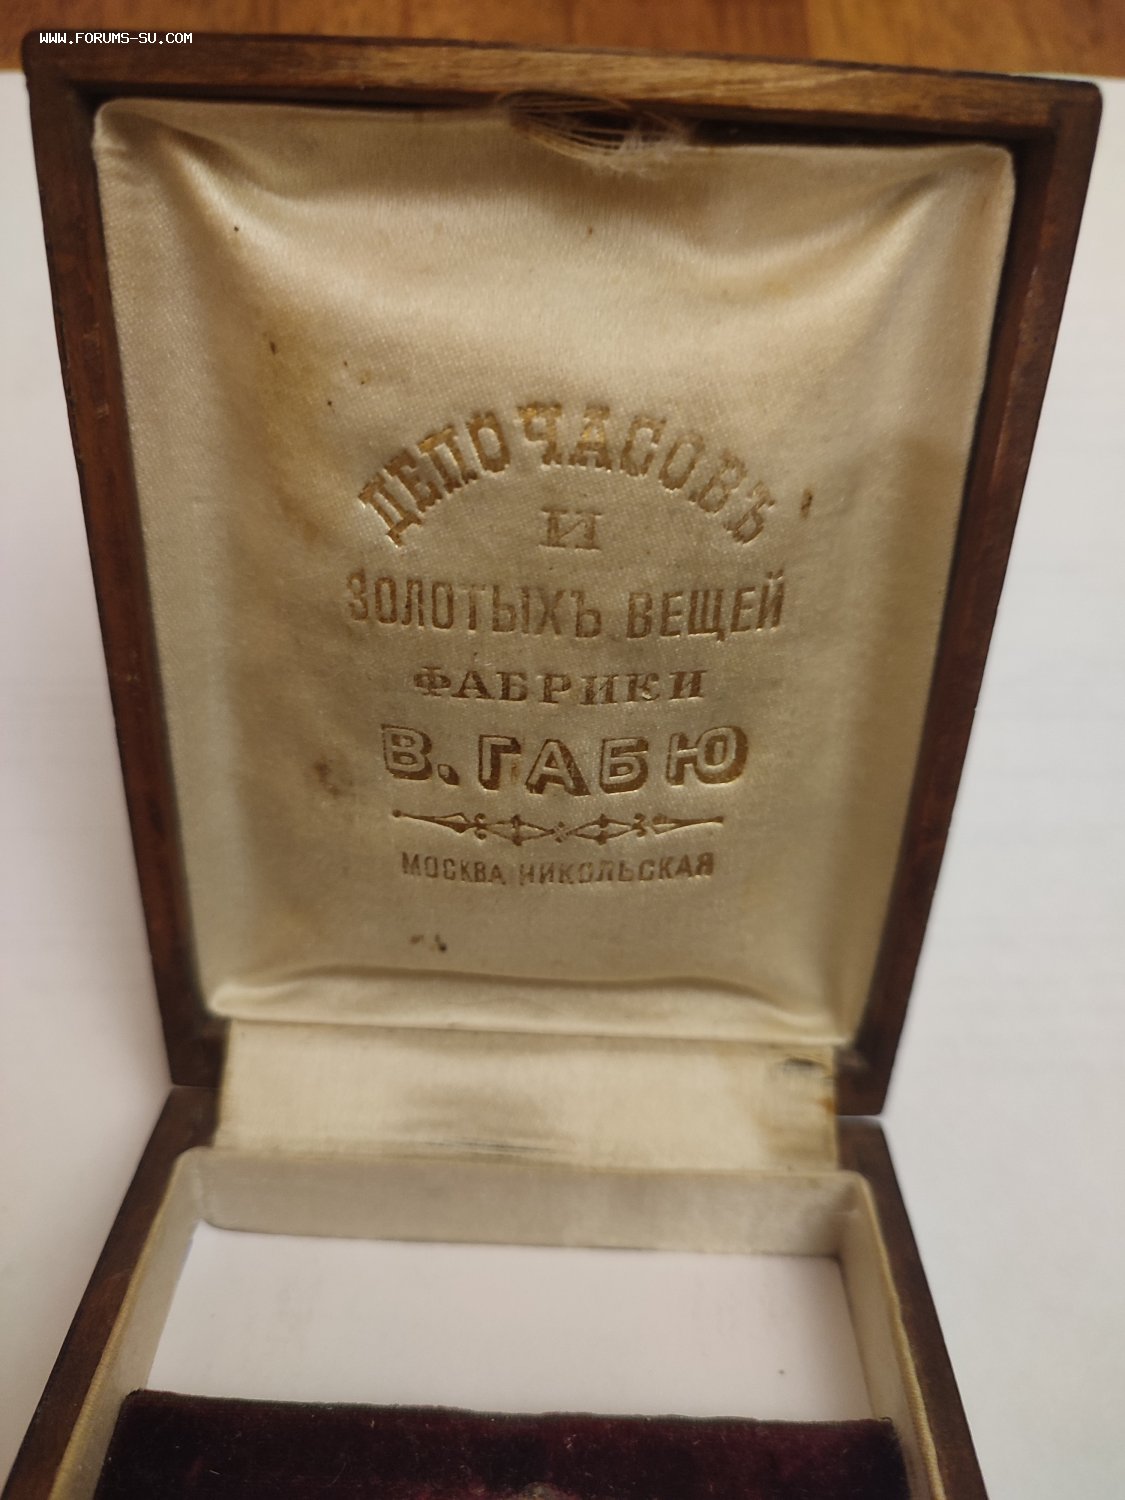 WWW.FORUMS-SU.COM
ДЕПО ЧАСОВЪ
И
ЗОЛОТЫХЪ ВЕЩЕЙ
ФАБРИКИ
В. ГАБЮ
МОСКВА НИКОЛЬСКАЯ